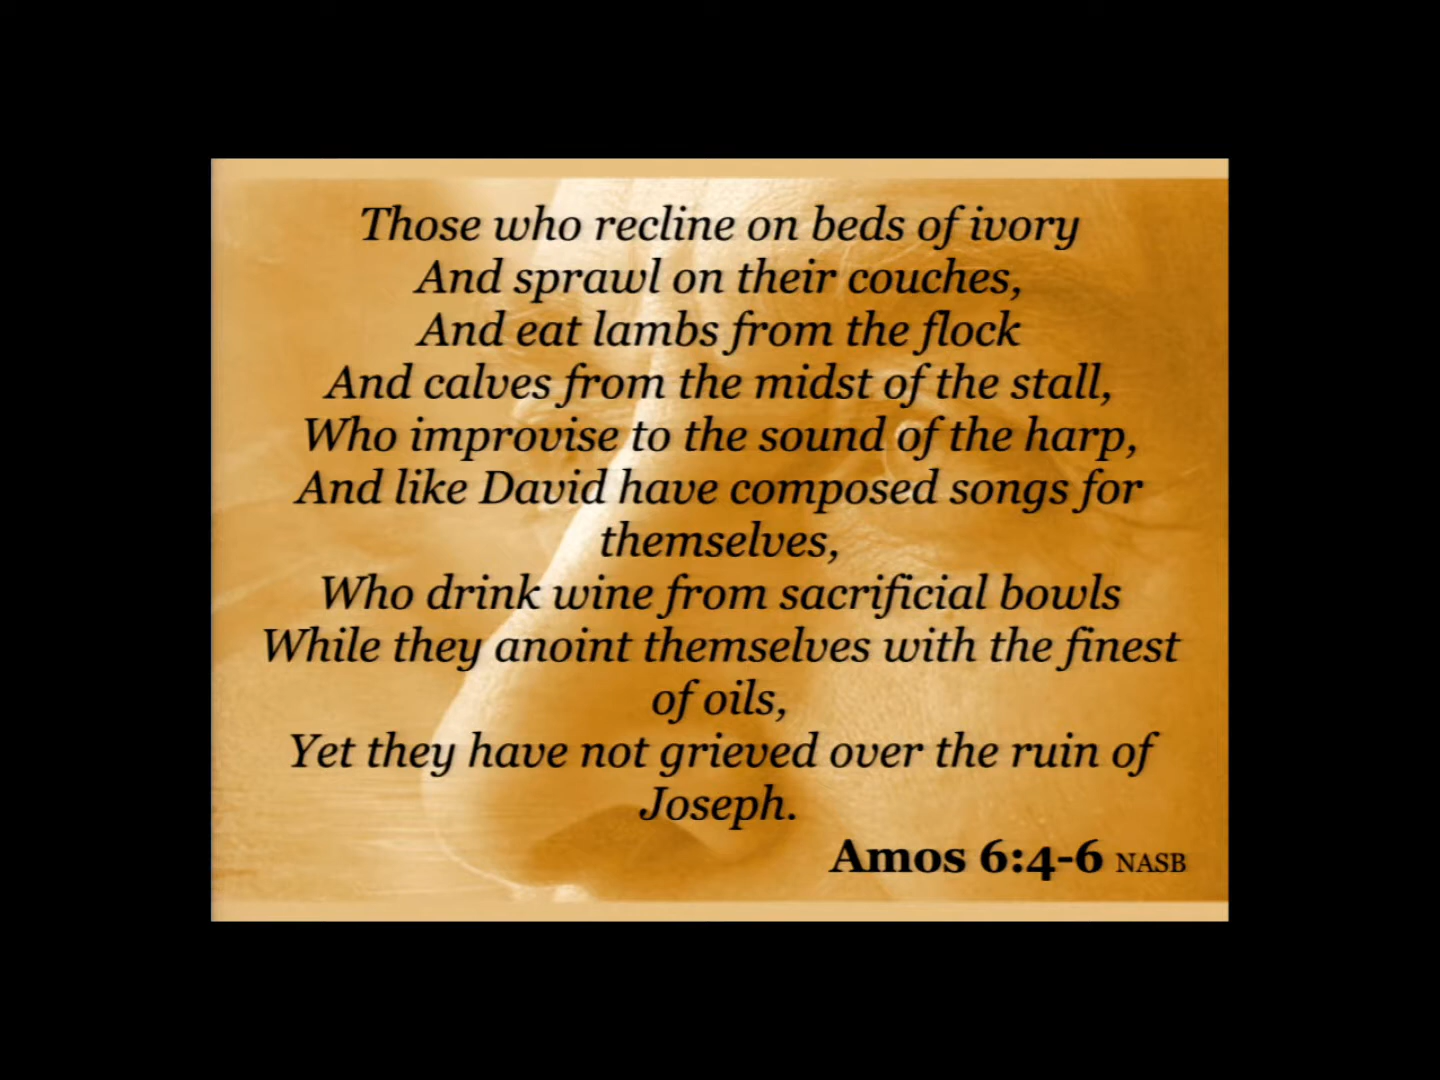 Those who recline on beds of ivory
And sprawl on their couches,
And eat lambs from the flock
And calves from the midst of the stall,
Who improvise to the sound of the harp,
And like David have composed songs for
themselves,
Who drink wine from sacrificial bowls
While they anoint themselves with the finest
of oils,
Yet they have not grieved over the ruin of
Joseph.
Amos 6:4-6 NASB